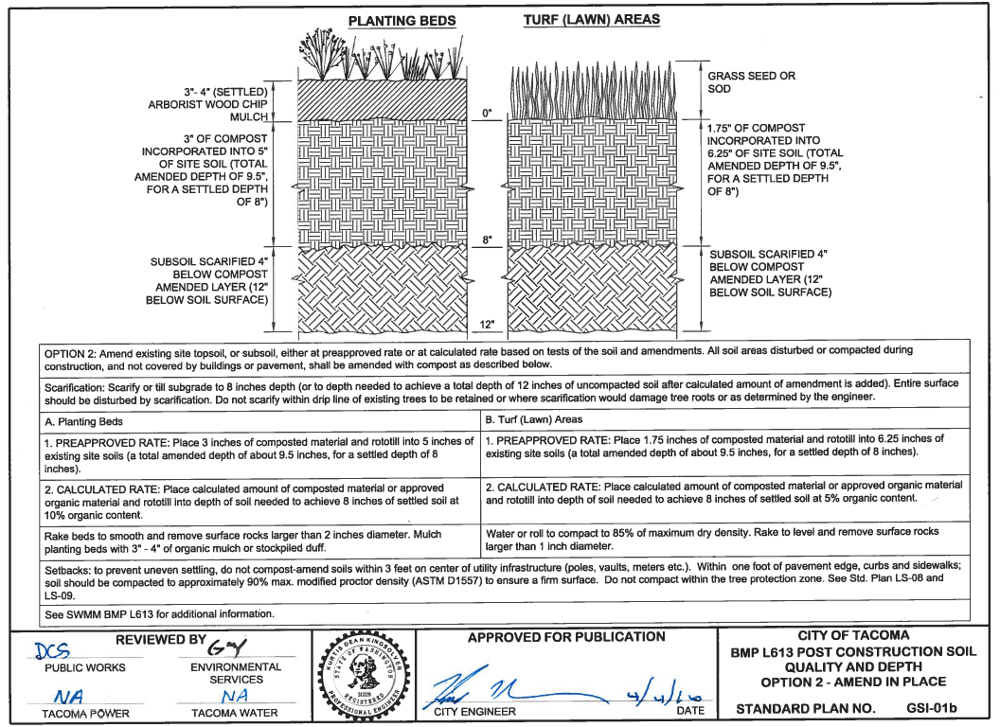 PLANTING BEDS
TURF (LAWN) AREAS
3"- 4" (SETTLED)
ARBORIST WOOD CHIP
MULCH
3" OF COMPOST
INCORPORATED INTO 5"
OF SITE SOIL (TOTAL
AMENDED DEPTH OF 9.5",
FOR A SETTLED DEPTH
OF 8")
SUBSOIL SCARIFIED 4"
BELOW COMPOST
AMENDED LAYER (12"
BELOW SOIL SURFACE)
0"
8"
12"
GRASS SEED OR
SOD
1.75" OF COMPOST
INCORPORATED INTO
6.25" OF SITE SOIL (TOTAL
AMENDED DEPTH OF 9.5",
FOR A SETTLED DEPTH
OF 8")
SUBSOIL SCARIFIED 4"
BELOW COMPOST
AMENDED LAYER (12"
BELOW SOIL SURFACE)
OPTION 2: Amend existing site topsoil, or subsoil, either at preapproved rate or at calculated rate based on tests of the soil and amendments. All soil areas disturbed or compacted during
construction, and not covered by buildings or pavement, shall be amended with compost as described below.
Scarification: Scarify or till subgrade to 8 inches depth (or to depth needed to achieve a total depth of 12 inches of uncompacted soil after calculated amount of amendment is added). Entire surface
should be disturbed by scarification. Do not scarify within drip line of existing trees to be retained or where scarification would damage tree roots or as determined by the engineer.
A. Planting Beds
B. Turf (Lawn) Areas
1. PREAPPROVED RATE: Place 3 inches of composted material and rototill into 5 inches of
existing site soils (a total amended depth of about 9.5 inches, for a settled depth of 8
inches).
1. PREAPPROVED RATE: Place 1.75 inches of composted material and rototill into 6.25 inches of
existing site soils (a total amended depth of about 9.5 inches, for a settled depth of 8 inches).
2. CALCULATED RATE: Place calculated amount of composted material or approved
organic material and rototill into depth of soil needed to achieve 8 inches of settled soil at
10% organic content.
2. CALCULATED RATE: Place calculated amount of composted material or approved organic material
and rototill into depth of soil needed to achieve 8 inches of settled soil at 5% organic content.
Rake beds to smooth and remove surface rocks larger than 2 inches diameter. Mulch
planting beds with 3" - 4" of organic mulch or stockpiled duff.
Water or roll to compact to 85% of maximum dry density. Rake to level and remove surface rocks
larger than 1 inch diameter.
Setbacks: to prevent uneven settling, do not compost-amend soils within 3 feet on center of utility infrastructure (poles, vaults, meters etc.). Within one foot of pavement edge, curbs and sidewalks;
soil should be compacted to approximately 90% max. modified proctor density (ASTM D1557) to ensure a firm surface. Do not compact within the tree protection zone. See Std. Plan LS-08 and
LS-09.
See SWMM BMP L613 for additional information.
REVIEWED BY
DCS
PUBLIC WORKS
ENVIRONMENTAL
SERVICES
NA
TACOMA POWER
NA
TACOMA WATER
KURTIS DEAN KINGSOLVER
STATE OF WASHINGTON
31229
REGISTERED
PROFESSIONAL ENGINEER
APPROVED FOR PUBLICATION
CITY ENGINEER
DATE
CITY OF TACOMA
BMP L613 POST CONSTRUCTION SOIL
QUALITY AND DEPTH
OPTION 2 - AMEND IN PLACE
STANDARD PLAN NO. GSI-01b